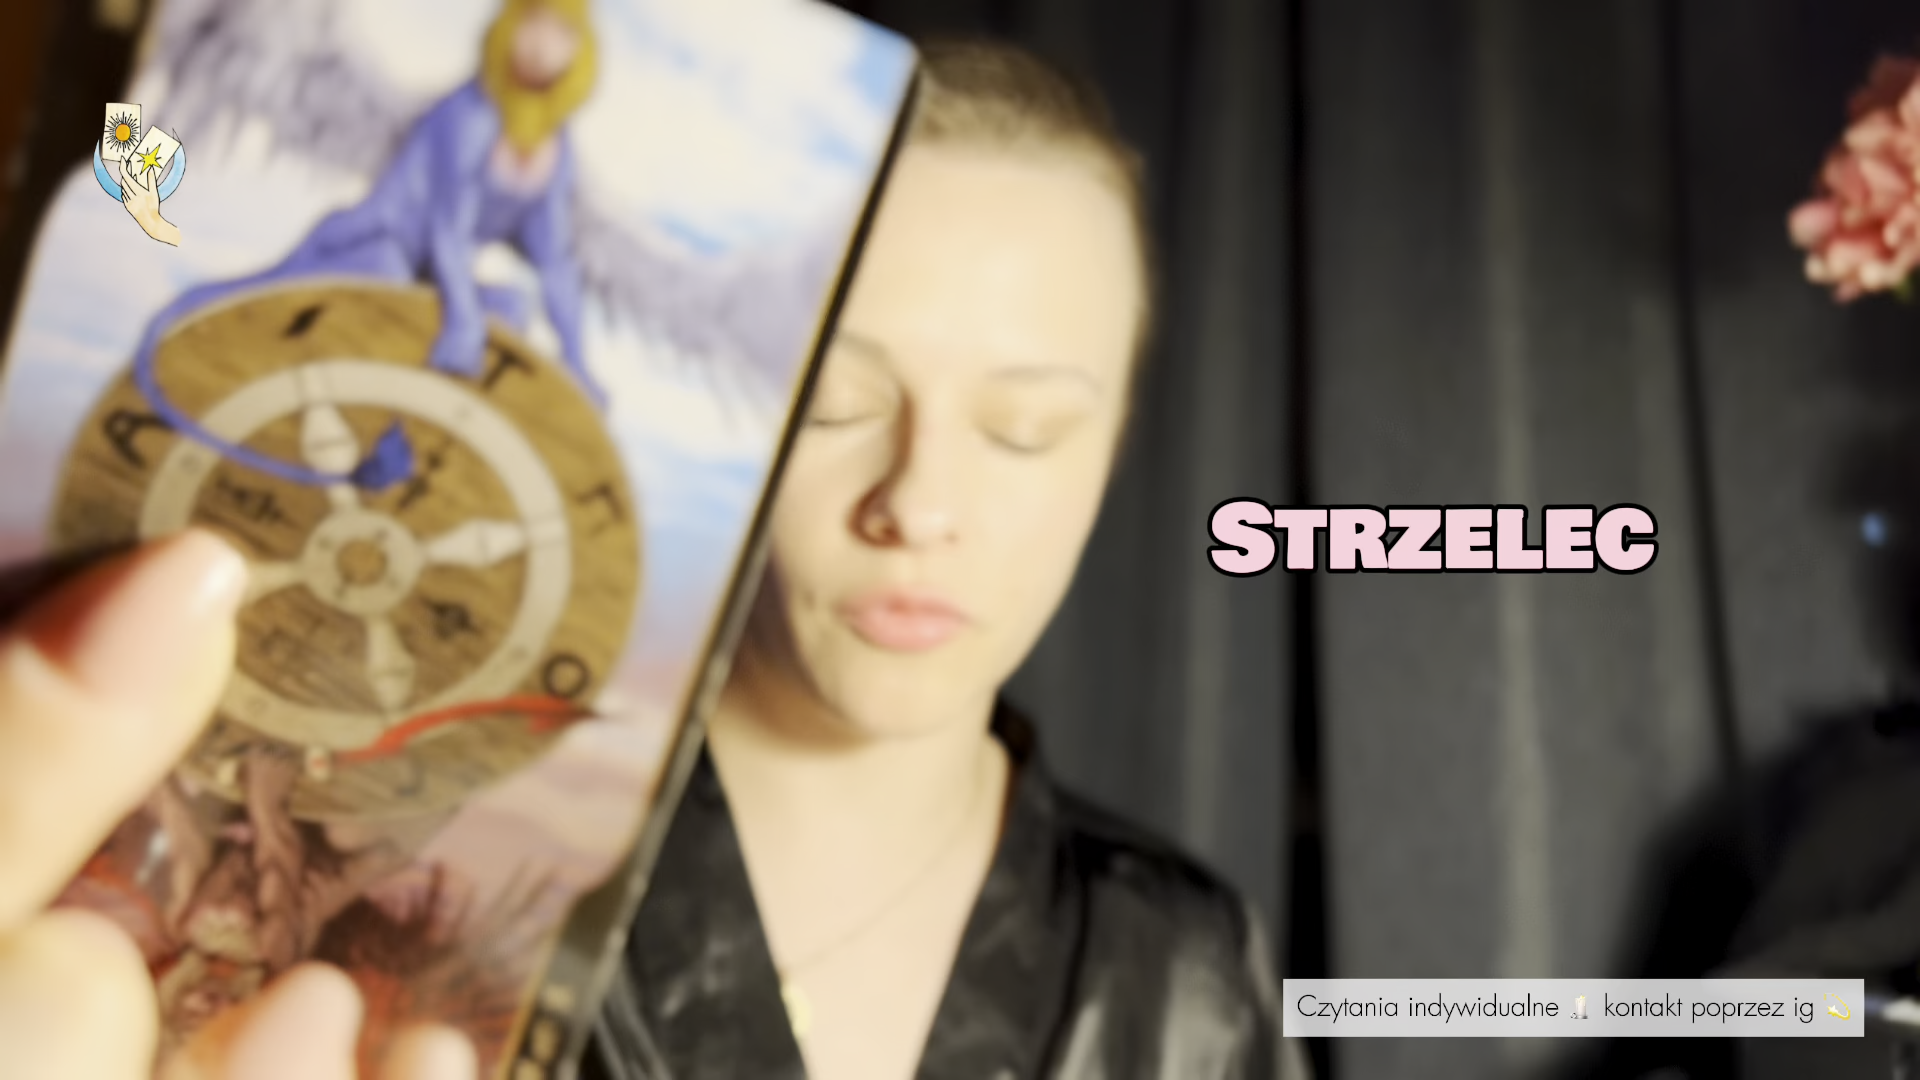 A
T
O
STRZELEC
Czytania indywidualne 🕯 kontakt poprzez ig 💫